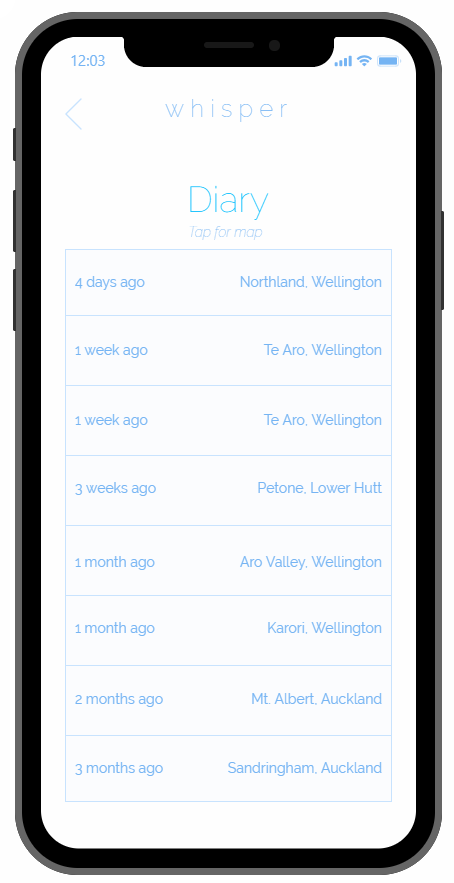 12:03
whisper
Diary
Tap for map
4 days ago Northland, Wellington
1 week ago Te Aro, Wellington
1 week ago Te Aro, Wellington
3 weeks ago Petone, Lower Hutt
1 month ago Aro Valley, Wellington
1 month ago Karori, Wellington
2 months ago Mt. Albert, Auckland
3 months ago Sandringham, Auckland